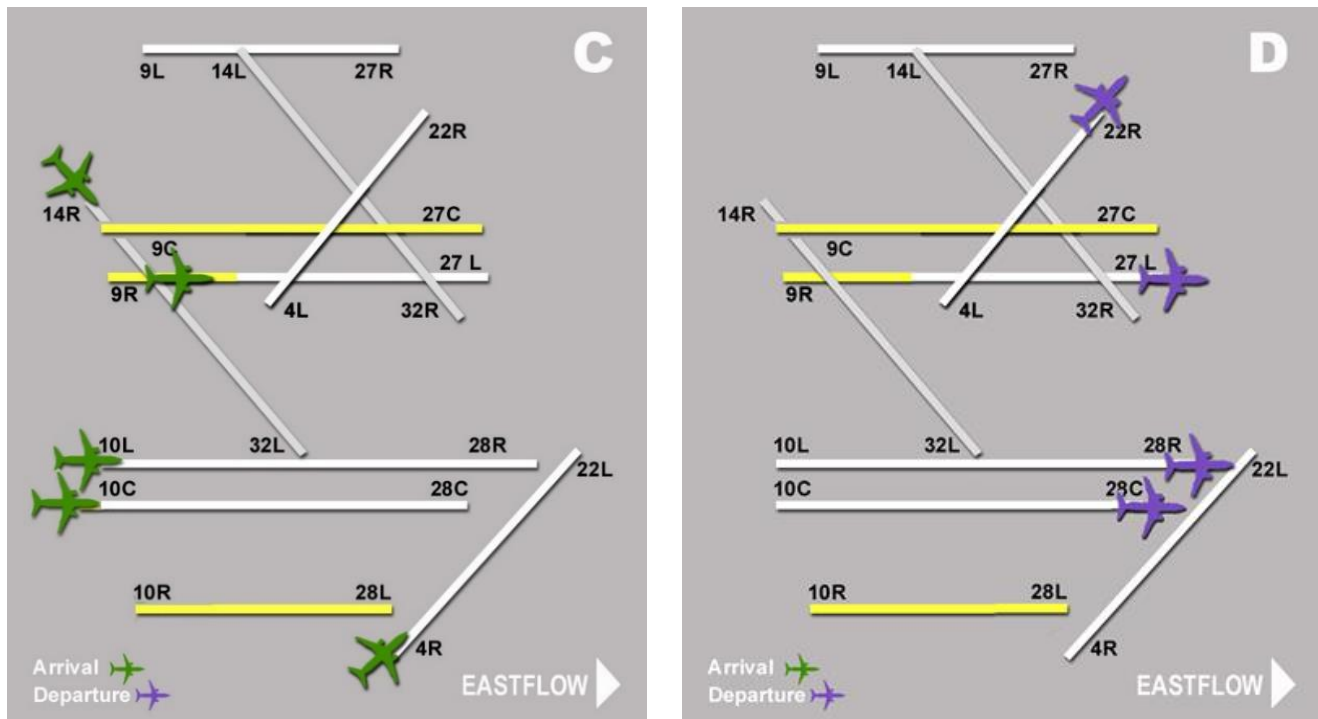 C
9L 14L 27R
22R
14R
27C
9C
27 L
9R
4L 32R
10L 32L 28R
22L
10C 28C
10R 28L
4R
Arrival
Departure
EASTFLOW
D
9L 14L 27R
22R
14R
27C
9C
27 L
9R
4L 32R
10L 32L 28R
22L
10C 28C
10R 28L
4R
Arrival
Departure
EASTFLOW